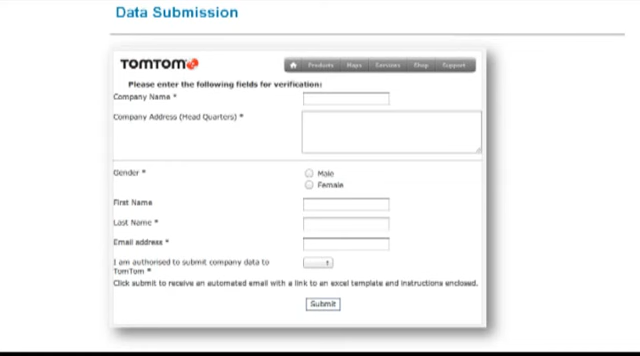 Data Submission
TOMTOM
Products Maps Services Shop Support
Please enter the following fields for verification:
Company Name *
Company Address (Head Quarters) *
Gender *
Male
Female
First Name
Last Name *
Email address *
I am authorised to submit company data to
TomTom *
Click submit to receive an automated email with a link to an excel template and instructions enclosed.
Submit